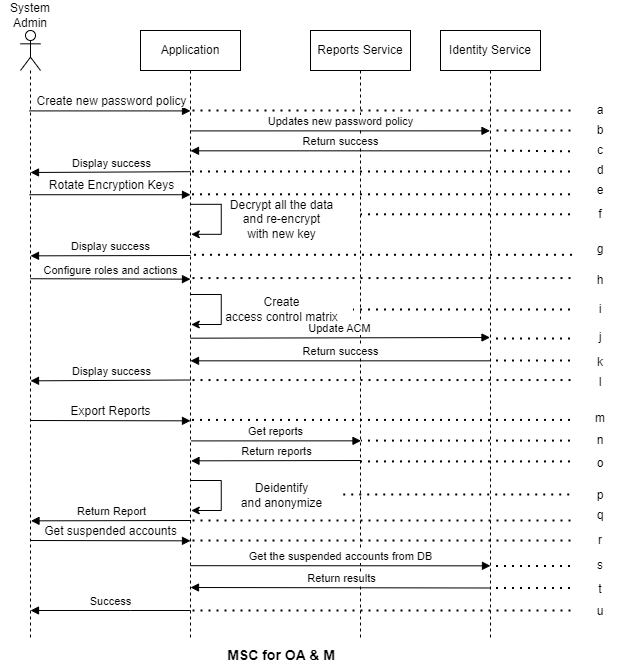 System
Admin
Application
Reports Service
Identity Service
Create new password policy
a
Updates new password policy
b
Return success
c
Display success
d
Rotate Encryption Keys
e
Decrypt all the data
and re-encrypt
with new key
f
Display success
g
Configure roles and actions
h
Create
access control matrix
i
Update ACM
j
Return success
k
Display success
l
Export Reports
m
Get reports
n
Return reports
o
Deidentify
and anonymize
p
Return Report
q
Get suspended accounts
r
Get the suspended accounts from DB
s
Return results
t
Success
u
MSC for OA & M